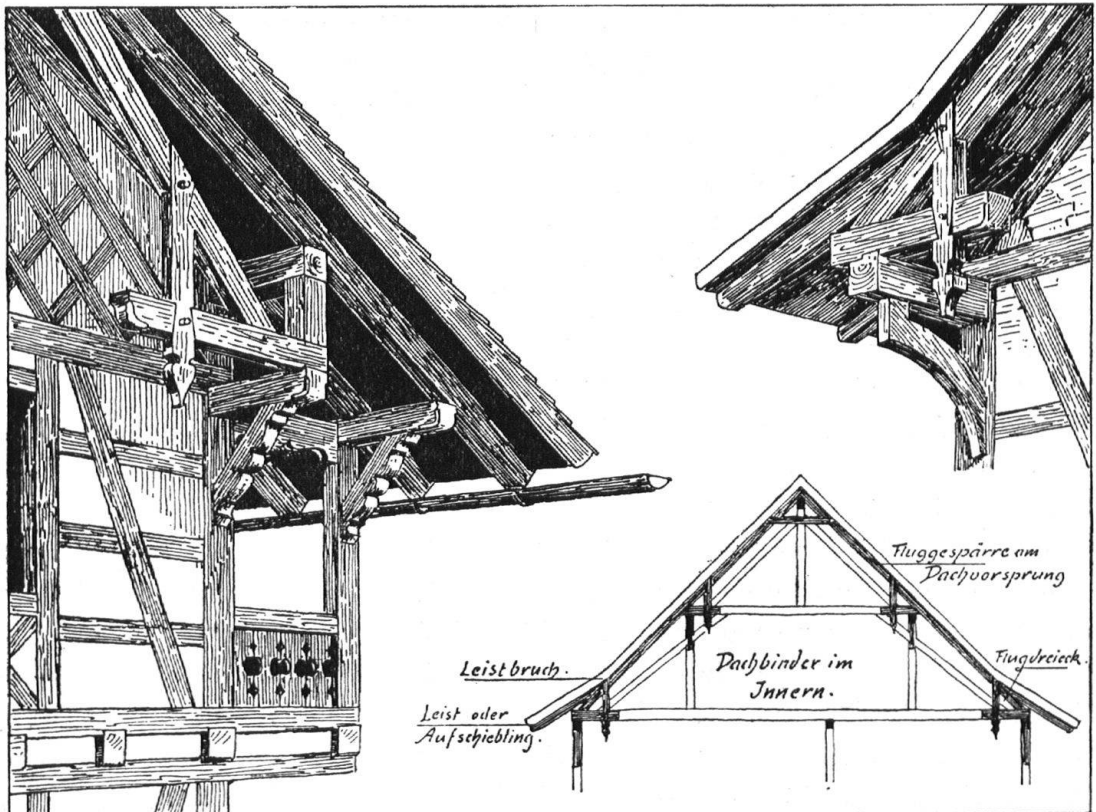 Fluggespärre am
Dachvorsprung
Leistbruch.
Dachbinder im
Innern.
Flugdreieck.
Leist oder
Aufschiebling.